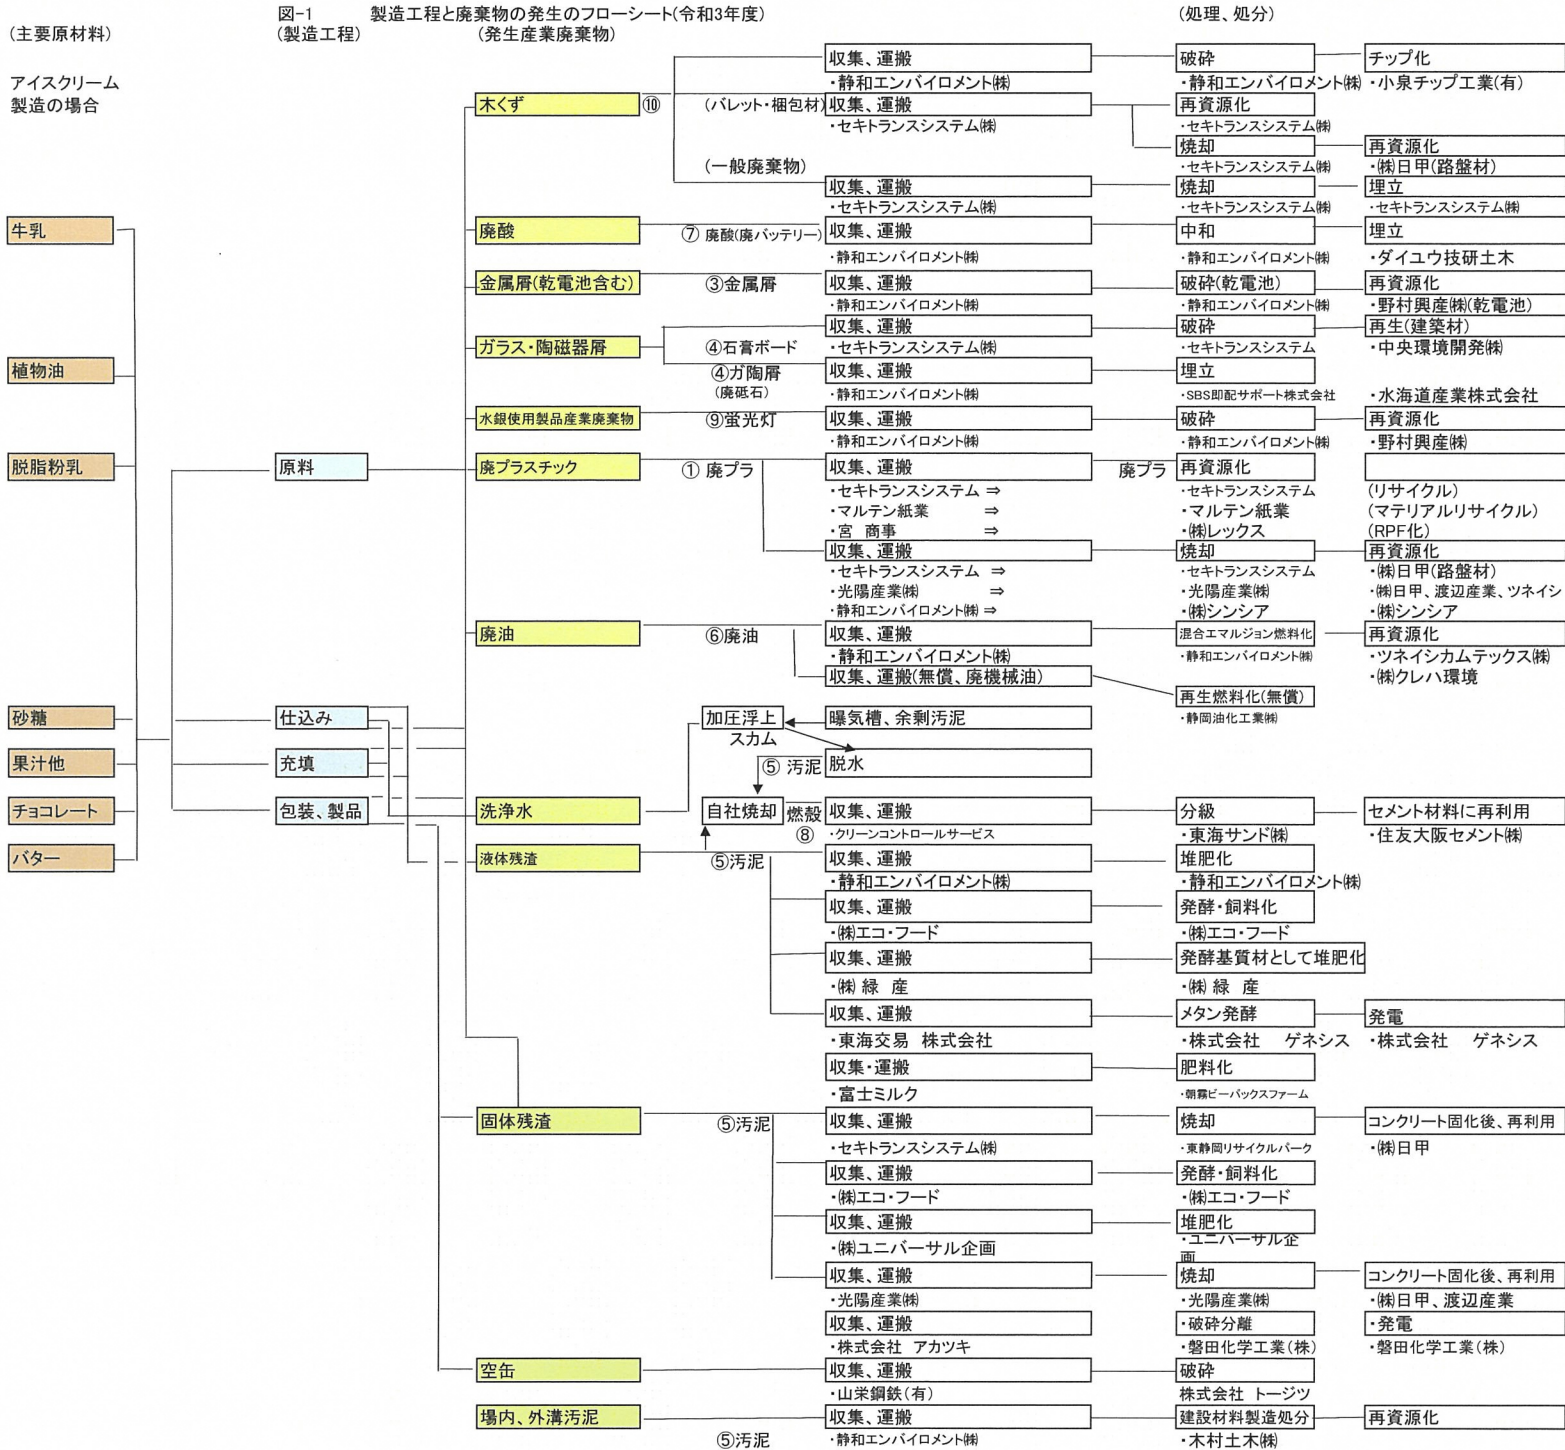 図-1 製造工程と廃棄物の発生のフローシート(令和3年度) (処理、処分)
(主要原材料) (製造工程) (発生産業廃棄物)
収集、運搬 破砕 チップ化
アイスクリーム ・静和エンバイロメント㈱ ・静和エンバイロメント㈱ ・小泉チップ工業(有)
製造の場合 木くず ⑩ (パレット・梱包材) 収集、運搬 再資源化
・セキトランスシステム㈱ ・セキトランスシステム㈱
焼却 再資源化
(一般廃棄物) ・セキトランスシステム㈱ ・㈱日甲(路盤材)
収集、運搬 焼却 埋立
・セキトランスシステム㈱ ・セキトランスシステム㈱ ・セキトランスシステム㈱
牛乳 廃酸 ⑦ 廃酸(廃バッテリー) 収集、運搬 中和 埋立
・静和エンバイロメント㈱ ・静和エンバイロメント㈱ ・ダイユウ技研土木
金属屑(乾電池含む) ③金属屑 収集、運搬 破砕(乾電池) 再資源化
・静和エンバイロメント㈱ ・静和エンバイロメント㈱ ・野村興産㈱(乾電池)
収集、運搬 破砕 再生(建築材)
ガラス・陶磁器屑 ④石膏ボード ・セキトランスシステム㈱ ・セキトランスシステム ・中央環境開発㈱
植物油 ④ガ陶屑 収集、運搬 埋立
(廃砥石) ・静和エンバイロメント㈱ ・SBS即配サポート株式会社 ・水海道産業株式会社
水銀使用製品産業廃棄物 ⑨蛍光灯 収集、運搬 破砕 再資源化
・静和エンバイロメント㈱ ・静和エンバイロメント㈱ ・野村興産㈱
脱脂粉乳 原料 廃プラスチック ① 廃プラ 収集、運搬 廃プラ 再資源化
・セキトランスシステム ⇒ ・セキトランスシステム (リサイクル)
・マルテン紙業 ⇒ ・マルテン紙業 (マテリアルリサイクル)
・宮 商事 ⇒ ・㈱レックス (RPF化)
収集、運搬 焼却 再資源化
・セキトランスシステム ⇒ ・セキトランスシステム ・㈱日甲(路盤材)
・光陽産業㈱ ⇒ ・光陽産業㈱ ・㈱日甲、渡辺産業、ツネイシ
・静和エンバイロメント㈱ ⇒ ・㈱シンシア ・㈱シンシア
廃油 ⑥廃油 収集、運搬 混合エマルジョン燃料化 再資源化
・静和エンバイロメント㈱ ・静和エンバイロメント㈱ ・ツネイシカムテックス㈱
収集、運搬(無償、廃機械油) ・㈱クレハ環境
再生燃料化(無償)
砂糖 仕込み 加圧浮上 曝気槽、余剰汚泥 ・静岡油化工業㈱
スカム
果汁他 充填 ⑤ 汚泥 脱水
チョコレート 包装、製品 洗浄水 自社焼却 燃殻 収集、運搬 分級 セメント材料に再利用
⑧ ・クリーンコントロールサービス ・東海サンド㈱ ・住友大阪セメント㈱
バター 液体残渣 ⑤汚泥 収集、運搬 堆肥化
・静和エンバイロメント㈱ ・静和エンバイロメント㈱
収集、運搬 発酵・飼料化
・㈱エコ・フード ・㈱エコ・フード
収集、運搬 発酵基質材として堆肥化
・㈱ 緑 産 ・㈱ 緑 産
収集、運搬 メタン発酵 発電
・東海交易 株式会社 ・株式会社 ゲネシス ・株式会社 ゲネシス
収集・運搬 肥料化
・富士ミルク ・朝霧ビーバックスファーム
固体残渣 ⑤汚泥 収集、運搬 焼却 コンクリート固化後、再利用
・セキトランスシステム㈱ ・東静岡リサイクルパーク ・㈱日甲
収集、運搬 発酵・飼料化
・㈱エコ・フード ・㈱エコ・フード
収集、運搬 堆肥化
・㈱ユニバーサル企画 ・ユニバーサル企
画
収集、運搬 焼却 コンクリート固化後、再利用
・光陽産業㈱ ・光陽産業㈱ ・㈱日甲、渡辺産業
収集、運搬 ・破砕分離 ・発電
・株式会社 アカツキ ・磐田化学工業(株) ・磐田化学工業(株)
空缶 収集、運搬 破砕
・山栄鋼鉄(有) 株式会社 トージツ
場内、外溝汚泥 収集、運搬 建設材料製造処分 再資源化
⑤汚泥 ・静和エンバイロメント㈱ ・木村土木㈱